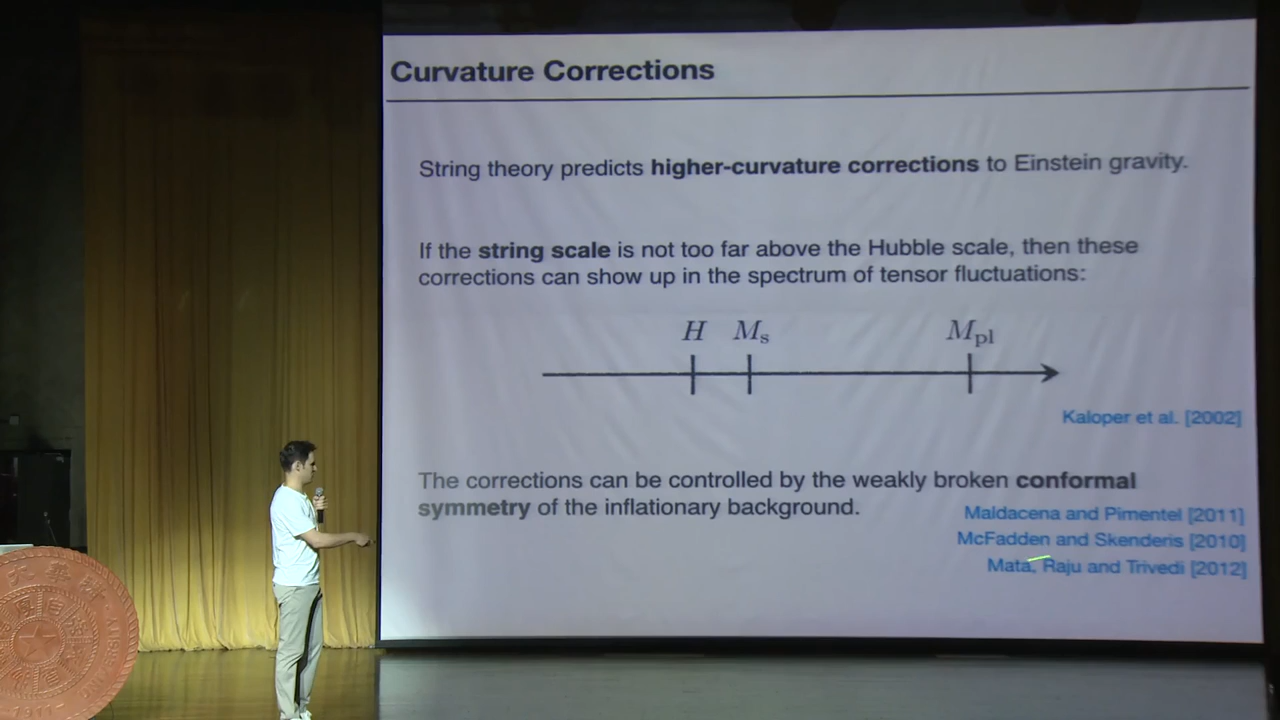 Curvature Corrections
String theory predicts higher-curvature corrections to Einstein gravity.
If the string scale is not too far above the Hubble scale, then these
corrections can show up in the spectrum of tensor fluctuations:
H M_s M_pl
Kaloper et al. [2002]
The corrections can be controlled by the weakly broken conformal
symmetry of the inflationary background.
Maldacena and Pimentel [2011]
McFadden and Skenderis [2010]
Mata, Raju and Trivedi [2012]
-1911-